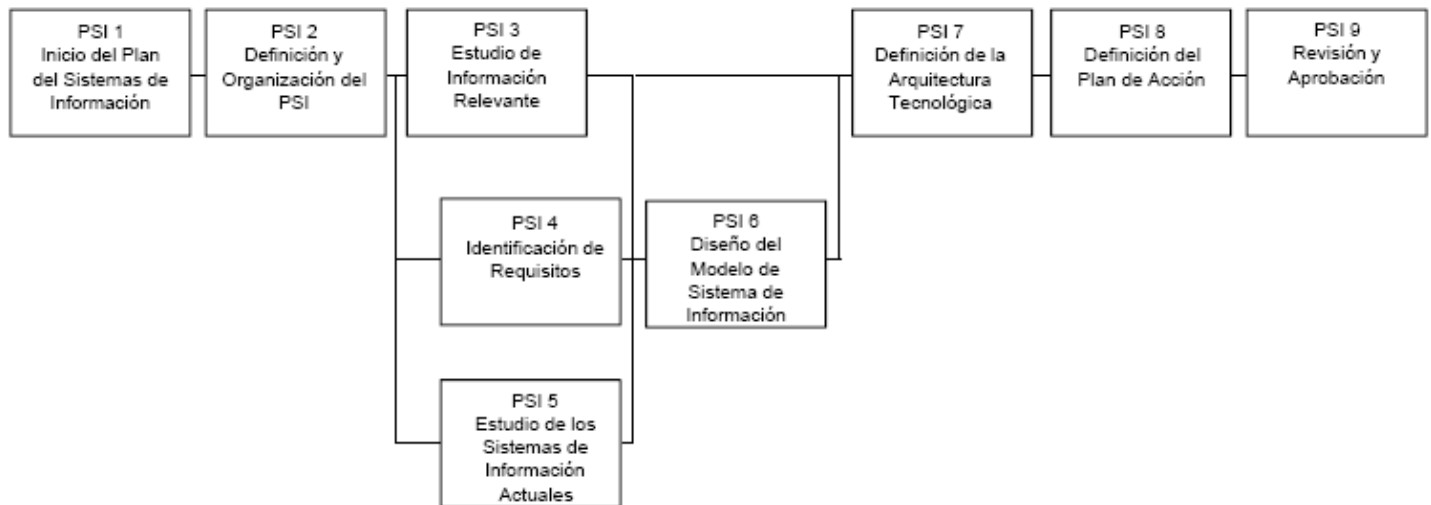 PSI 1
Inicio del Plan
del Sistemas de
Información
PSI 2
Definición y
Organización del
PSI
PSI 3
Estudio de
Información
Relevante
PSI 4
Identificación de
Requisitos
PSI 5
Estudio de los
Sistemas de
Información
Actuales
PSI 6
Diseño del
Modelo de
Sistema de
Información
PSI 7
Definición de la
Arquitectura
Tecnológica
PSI 8
Definición del
Plan de Acción
PSI 9
Revisión y
Aprobación